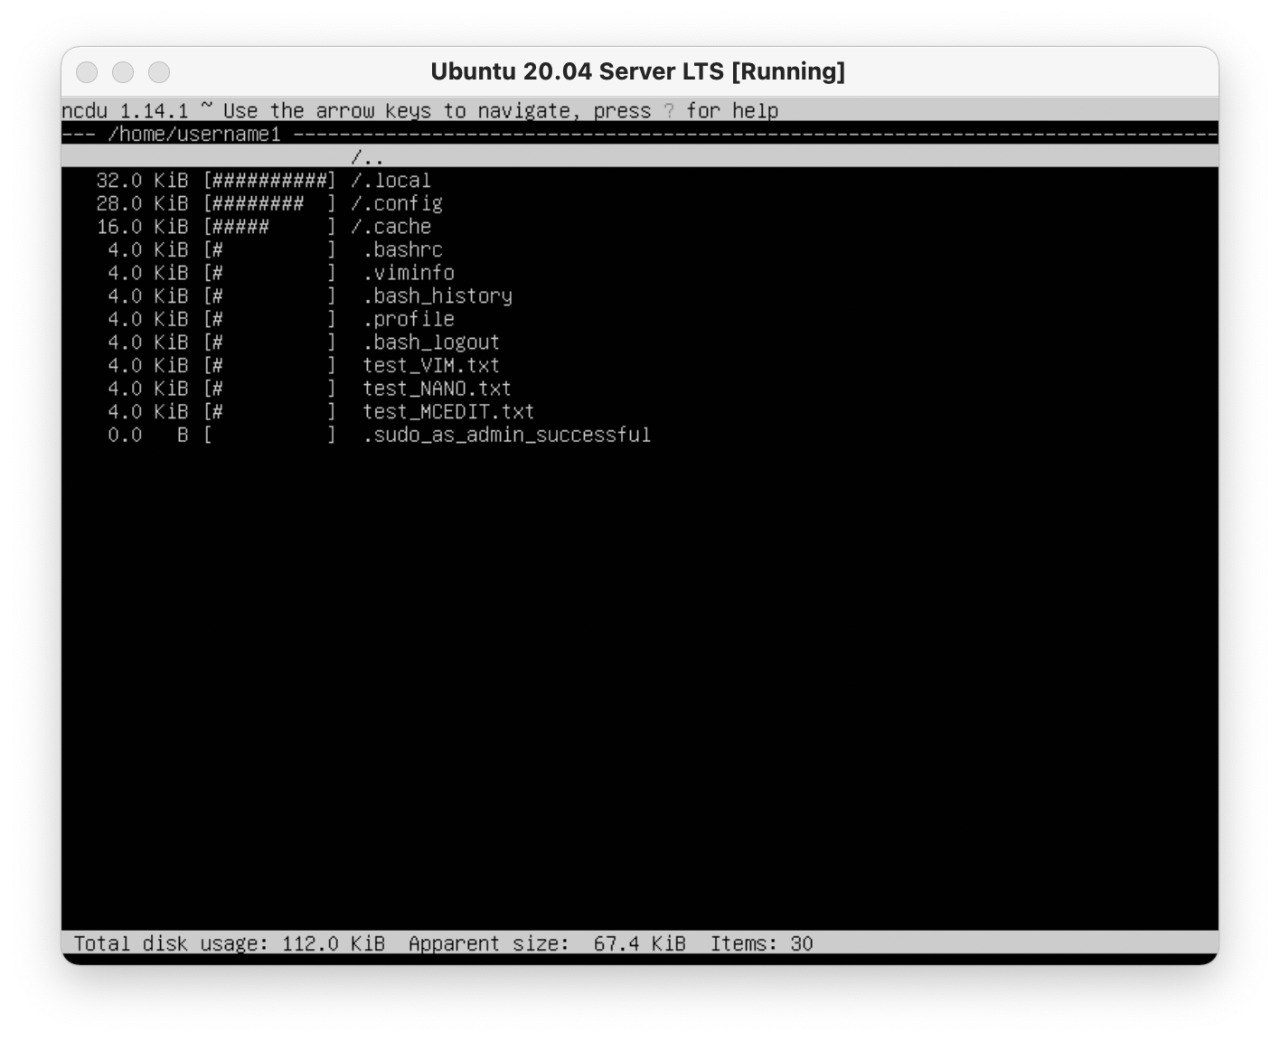 Ubuntu 20.04 Server LTS [Running]
ncdu 1.14.1 ~ Use the arrow keys to navigate, press ? for help
--- /home/username1 --------------------------------------------------------------------------------
                         /..
   32.0 KiB [##########] /.local
   28.0 KiB [########  ] /.config
   16.0 KiB [#####     ] /.cache
    4.0 KiB [#         ]  .bashrc
    4.0 KiB [#         ]  .viminfo
    4.0 KiB [#         ]  .bash_history
    4.0 KiB [#         ]  .profile
    4.0 KiB [#         ]  .bash_logout
    4.0 KiB [#         ]  test_VIM.txt
    4.0 KiB [#         ]  test_NANO.txt
    4.0 KiB [#         ]  test_MCEDIT.txt
    0.0   B [          ]  .sudo_as_admin_successful
 Total disk usage: 112.0 KiB  Apparent size:  67.4 KiB  Items: 30